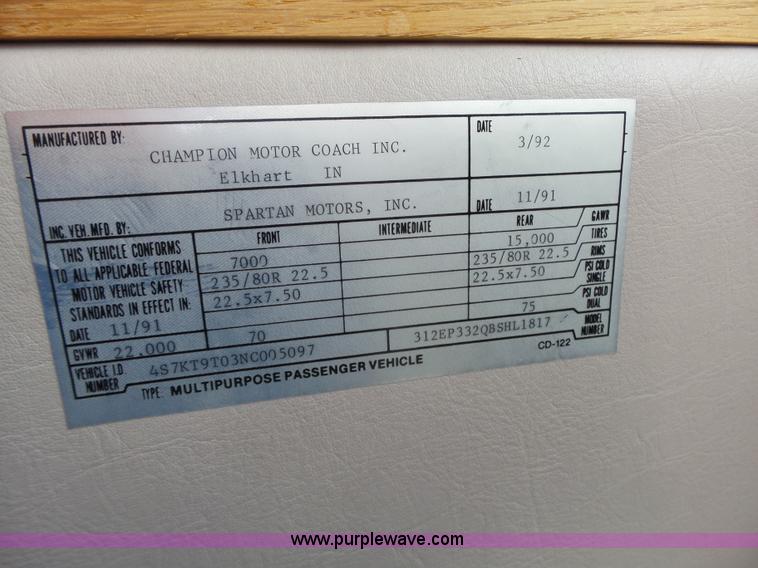 MANUFACTURED BY: DATE
CHAMPION MOTOR COACH INC. 3/92
Elkhart IN
INC. VEH. MFD. BY: SPARTAN MOTORS, INC. DATE 11/91
THIS VEHICLE CONFORMS FRONT INTERMEDIATE REAR GAWR
TO ALL APPLICABLE FEDERAL 7000 15,000 TIRES
MOTOR VEHICLE SAFETY 235/80R 22.5 235/80R 22.5 RIMS
STANDARDS IN EFFECT IN: 22.5x7.50 22.5x7.50 PSI COLD SINGLE
DATE 11/91 75 PSI COLD DUAL
GVWR 22.000 70 312EP332QBSHL1817 MODEL NUMBER
VEHICLE I.D. NUMBER 4S7KT9T03NC005097 CD-122
TYPE: MULTIPURPOSE PASSENGER VEHICLE
www.purplewave.com